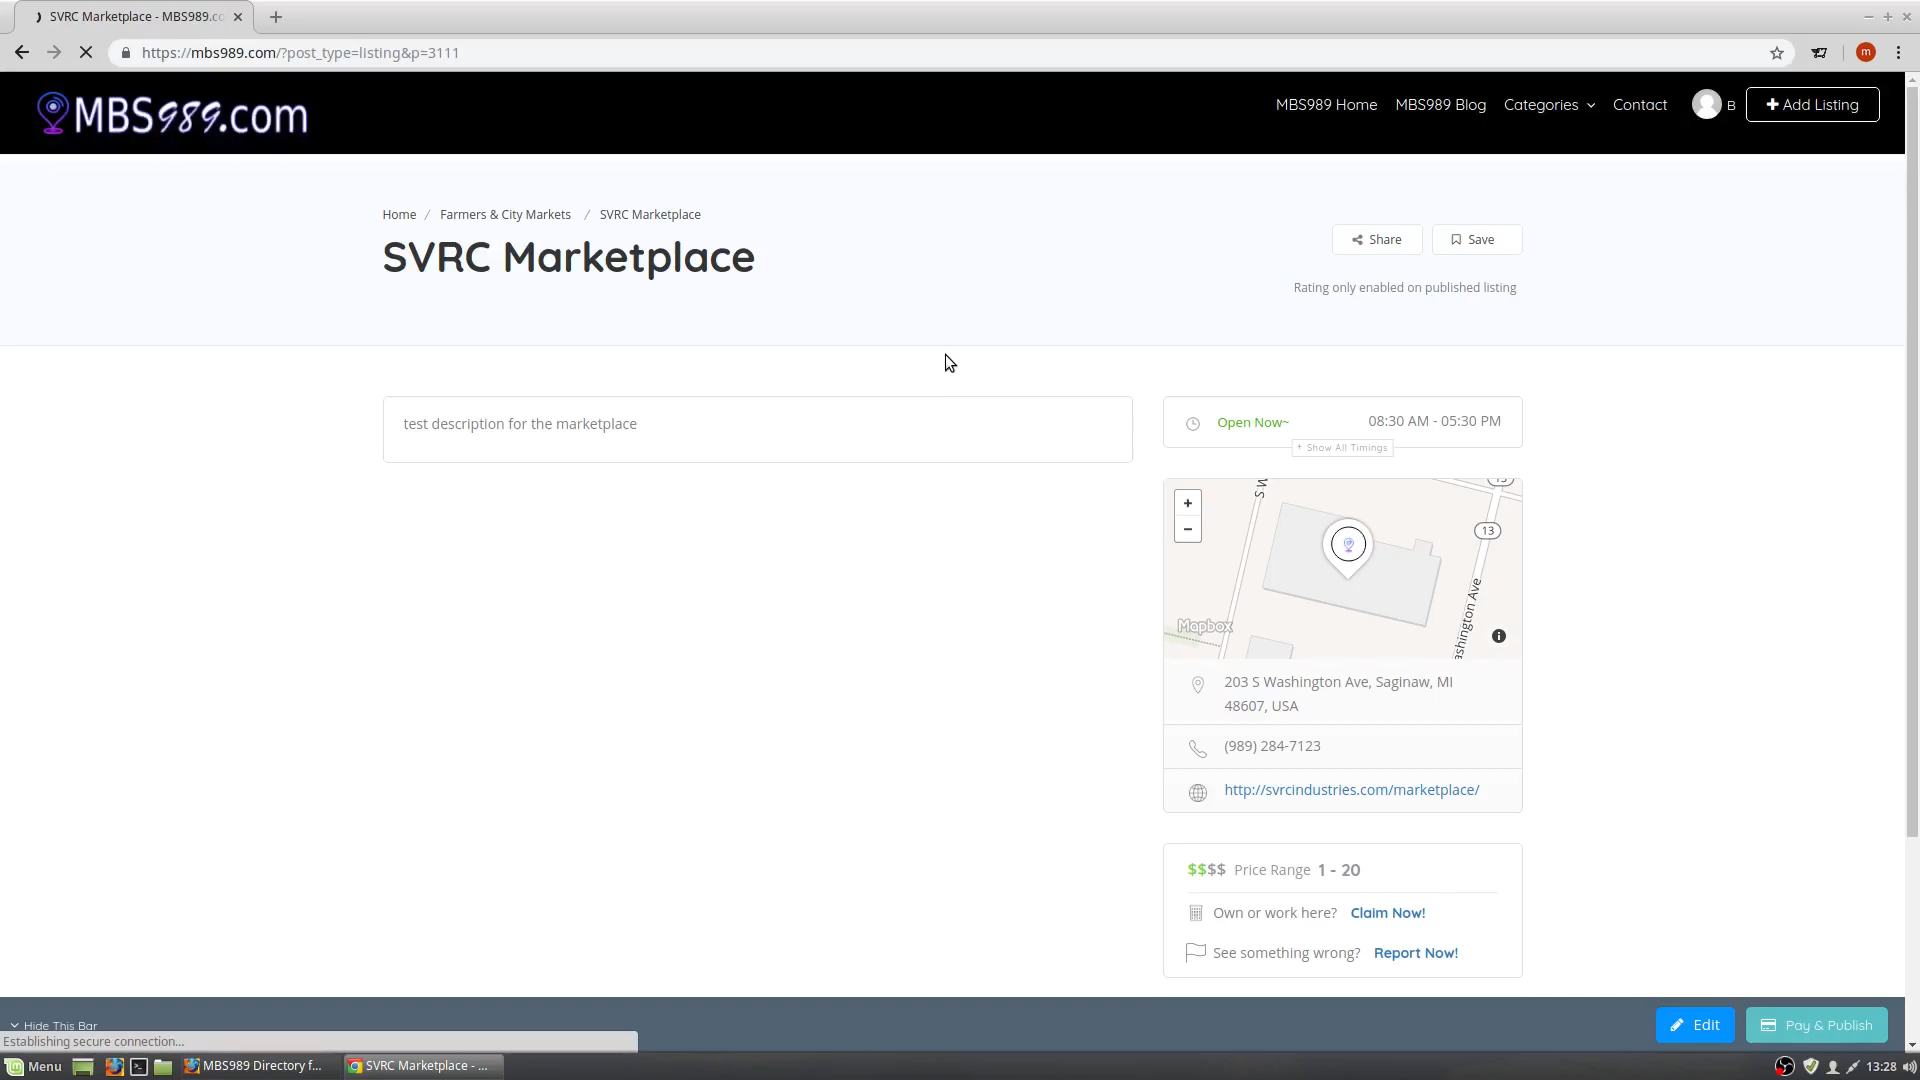 SVRC Marketplace - MBS989.co
https://mbs989.com/?post_type=listing&p=3111
m
MBS989.com
MBS989 Home
MBS989 Blog
Categories
Contact
B
Add Listing
Home / Farmers & City Markets / SVRC Marketplace
SVRC Marketplace
Share
Save
Rating only enabled on published listing
test description for the marketplace
Open Now~
08:30 AM - 05:30 PM
+ Show All Timings
+
−
S W
13
13
ashington Ave
Mapbox
203 S Washington Ave, Saginaw, MI
48607, USA
(989) 284-7123
http://svrcindustries.com/marketplace/
$$$$ Price Range 1 - 20
Own or work here? Claim Now!
See something wrong? Report Now!
Hide This Bar
Edit
Pay & Publish
Establishing secure connection...
Menu
MBS989 Directory f...
SVRC Marketplace - ...
13:28